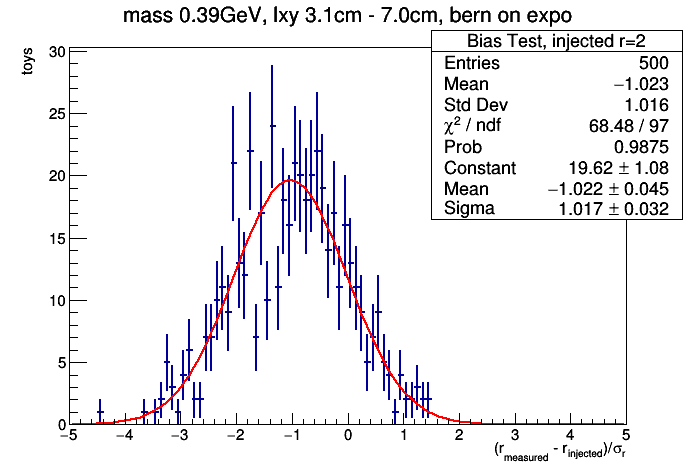 mass 0.39GeV, lxy 3.1cm - 7.0cm, bern on expo
Bias Test, injected r=2
Entries 500
Mean −1.023
Std Dev 1.016
χ² / ndf 68.48 / 97
Prob 0.9875
Constant 19.62 ± 1.08
Mean −1.022 ± 0.045
Sigma 1.017 ± 0.032
toys
30
25
20
15
10
5
0
−5 −4 −3 −2 −1 0 1 2 3 4 5
(r_measured - r_injected)/σ_r